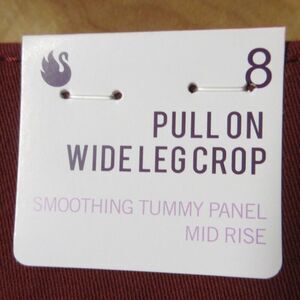 8
PULL ON
WIDE LEG CROP
SMOOTHING TUMMY PANEL
MID RISE